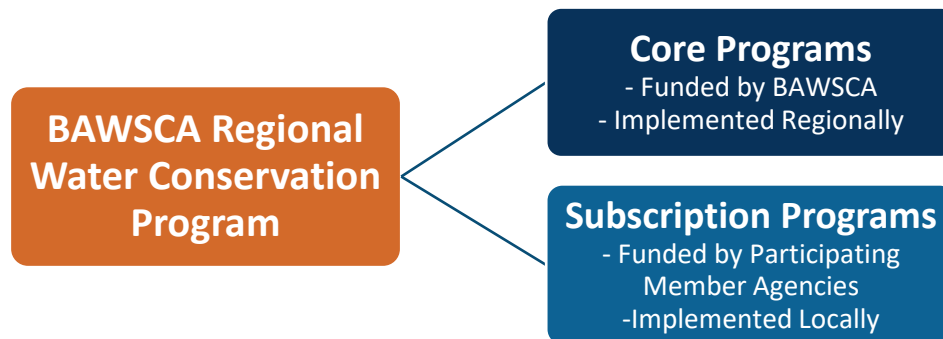 BAWSCA Regional
Water Conservation
Program
Core Programs
- Funded by BAWSCA
- Implemented Regionally
Subscription Programs
- Funded by Participating
Member Agencies
-Implemented Locally